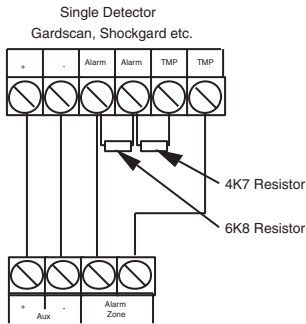 Single Detector
Gardscan, Shockgard etc.
+ - Alarm Alarm TMP TMP
4K7 Resistor
6K8 Resistor
+ - Alarm
Aux Zone